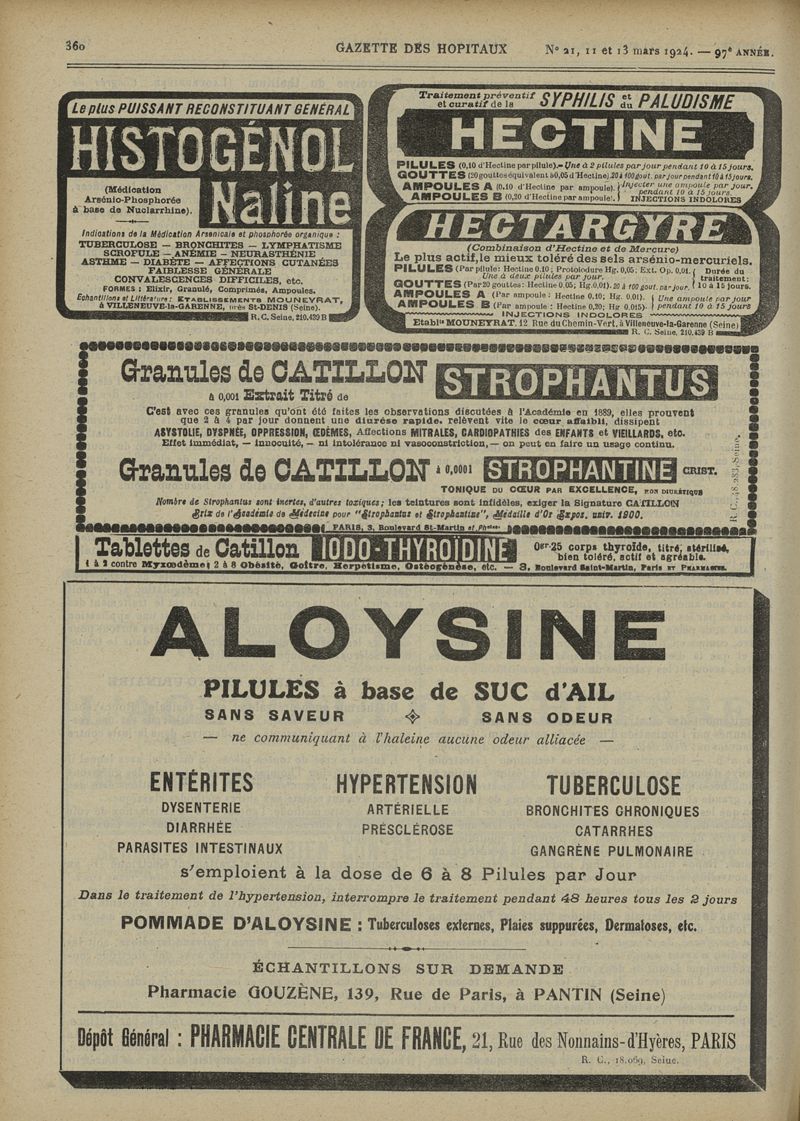 360 GAZETTE DES HOPITAUX N° 21, 11 et 13 mars 1924. — 97e ANNÉE.
Le plus PUISSANT RECONSTITUANT GÉNÉRAL
HISTOGÉNOL
Naline
(Médication
Arsénio-Phosphorée
à base de Nuclarrhine).
Indications de la Médication Arsenicale et phosphorée organique :
TUBERCULOSE — BRONCHITES — LYMPHATISME
SCROFULE — ANÉMIE — NEURASTHÉNIE
ASTHME — DIABÈTE — AFFECTIONS CUTANÉES
FAIBLESSE GÉNÉRALE
CONVALESCENCES DIFFICILES, etc.
FORMES : Elixir, Granulé, Comprimés, Ampoules.
Echantillons et Littérature : ETABLISSEMENTS MOUNEYRAT,
à VILLENEUVE-la-GARENNE, près St-DENIS (Seine).
R. C. Seine, 210.439 B
Traitement préventif et curatif de la SYPHILIS et du PALUDISME
HECTINE
PILULES (0,10 d'Hectine par pilule).- Une à 2 pilules par jour pendant 10 à 15 jours.
GOUTTES (20 gouttes équivalent à 0,05 d'Hectine). 20 à 100 gout. par jour pendant 10 à 15 jours.
AMPOULES A (0.10 d'Hectine par ampoule). } Injecter une ampoule par jour.
pendant 10 à 15 jours.
AMPOULES B (0,20 d'Hectine par ampoule). } INJECTIONS INDOLORES
HECTARGYRE
(Combinaison d'Hectine et de Mercure)
Le plus actif, le mieux toléré des sels arsénio-mercuriels.
PILULES (Par pilule: Hectine 0.10; Protoiodure Hg. 0,05; Ext. Op. 0,01.
Une à deux pilules par jour.
GOUTTES (Par 20 gouttes: Hectine 0,05; Hg. 0,01). 20 à 100 gout. par jour.
Durée du
traitement:
10 à 15 jours.
AMPOULES A (Par ampoule : Hectine 0,10; Hg. 0,01).
AMPOULES B (Par ampoule : Hectine 0,20; Hg. 0,015).
Une ampoule par jour
pendant 10 à 15 jours
INJECTIONS INDOLORES
Etablts MOUNEYRAT, 12 Rue du Chemin-Vert, à Villeneuve-la-Garenne (Seine)
R. C. Seine, 210.439 B
Granules de CATILLON STROPHANTUS
à 0,001 Extrait Titré de
C'est avec ces granules qu'ont été faites les observations discutées à l'Académie en 1889, elles prouvent
que 2 à 4 par jour donnent une diurèse rapide, relèvent vite le cœur affaibli, dissipent
ASYSTOLIE, DYSPNÉE, OPPRESSION, ŒDÈMES, Affections MITRALES, CARDIOPATHIES des ENFANTS et VIEILLARDS, etc.
Effet immédiat, — innocuité, — ni intolérance ni vasoconstriction, — on peut en faire un usage continu.
Granules de CATILLON à 0,0001 STROPHANTINE CRIST.
TONIQUE DU CŒUR PAR EXCELLENCE, NON DIURÉTIQUE
Nombre de Strophantus sont inertes, d'autres toxiques; les teintures sont infidèles, exiger la Signature CATILLON
Prix de l'Académie de Médecine pour "Strophantus et Strophantine", Médaille d'Or Expos. univ. 1900.
PARIS, 3, Boulevard St-Martin et Phcies
Tablettes de Catillon IODO-THYROÏDINE
0gr·25 corps thyroïde, titré, stérilisé,
bien toléré, actif et agréable.
1 à 2 contre Myxœdème; 2 à 8 Obésité, Goître, Herpétisme, Ostéogénèse, etc. — 3, Boulevard Saint-Martin, Paris ET PHARMACIES.
ALOYSINE
PILULES à base de SUC d'AIL
SANS SAVEUR SANS ODEUR
— ne communiquant à l'haleine aucune odeur alliacée —
ENTÉRITES HYPERTENSION TUBERCULOSE
DYSENTERIE ARTÉRIELLE BRONCHITES CHRONIQUES
DIARRHÉE PRÉSCLÉROSE CATARRHES
PARASITES INTESTINAUX GANGRÈNE PULMONAIRE
s'emploient à la dose de 6 à 8 Pilules par Jour
Dans le traitement de l'hypertension, interrompre le traitement pendant 48 heures tous les 2 jours
POMMADE D'ALOYSINE : Tuberculoses externes, Plaies suppurées, Dermatoses, etc.
ÉCHANTILLONS SUR DEMANDE
Pharmacie GOUZÈNE, 139, Rue de Paris, à PANTIN (Seine)
Dépôt Général : PHARMACIE CENTRALE DE FRANCE, 21, Rue des Nonnains-d'Hyères, PARIS
R. C., 18.069, Seine.